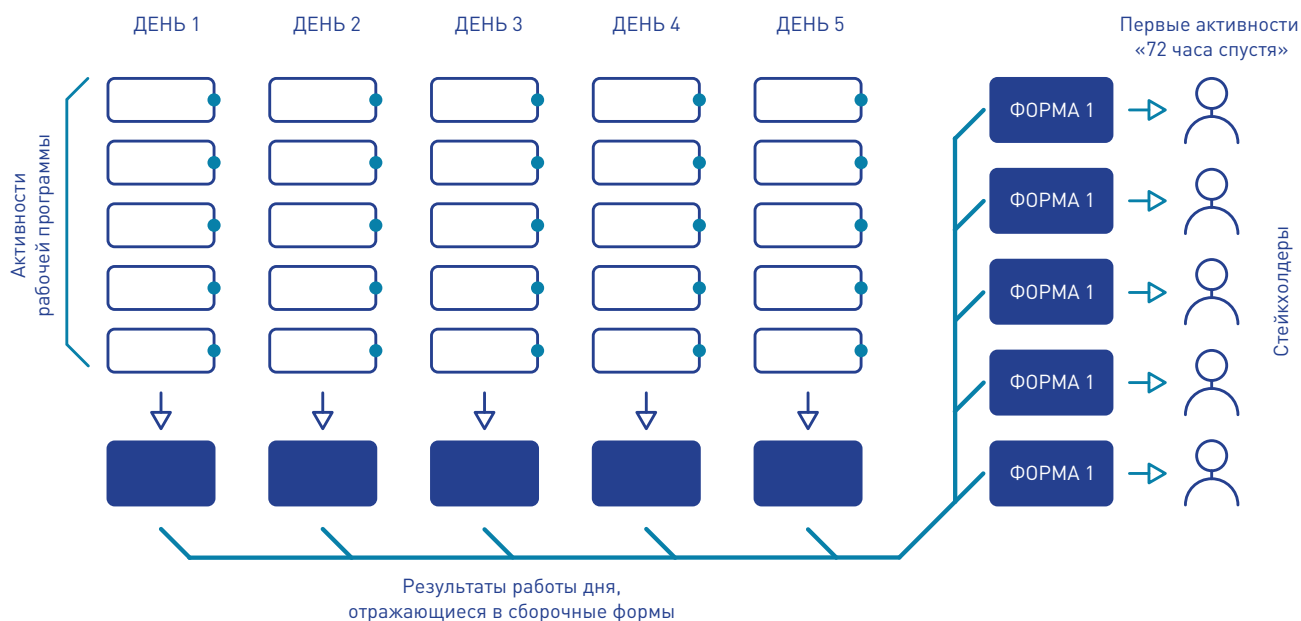 ДЕНЬ 1
ДЕНЬ 2
ДЕНЬ 3
ДЕНЬ 4
ДЕНЬ 5
Первые активности
«72 часа спустя»
Активности
рабочей программы
ФОРМА 1
ФОРМА 1
ФОРМА 1
ФОРМА 1
ФОРМА 1
Стейкхолдеры
Результаты работы дня,
отражающиеся в сборочные формы